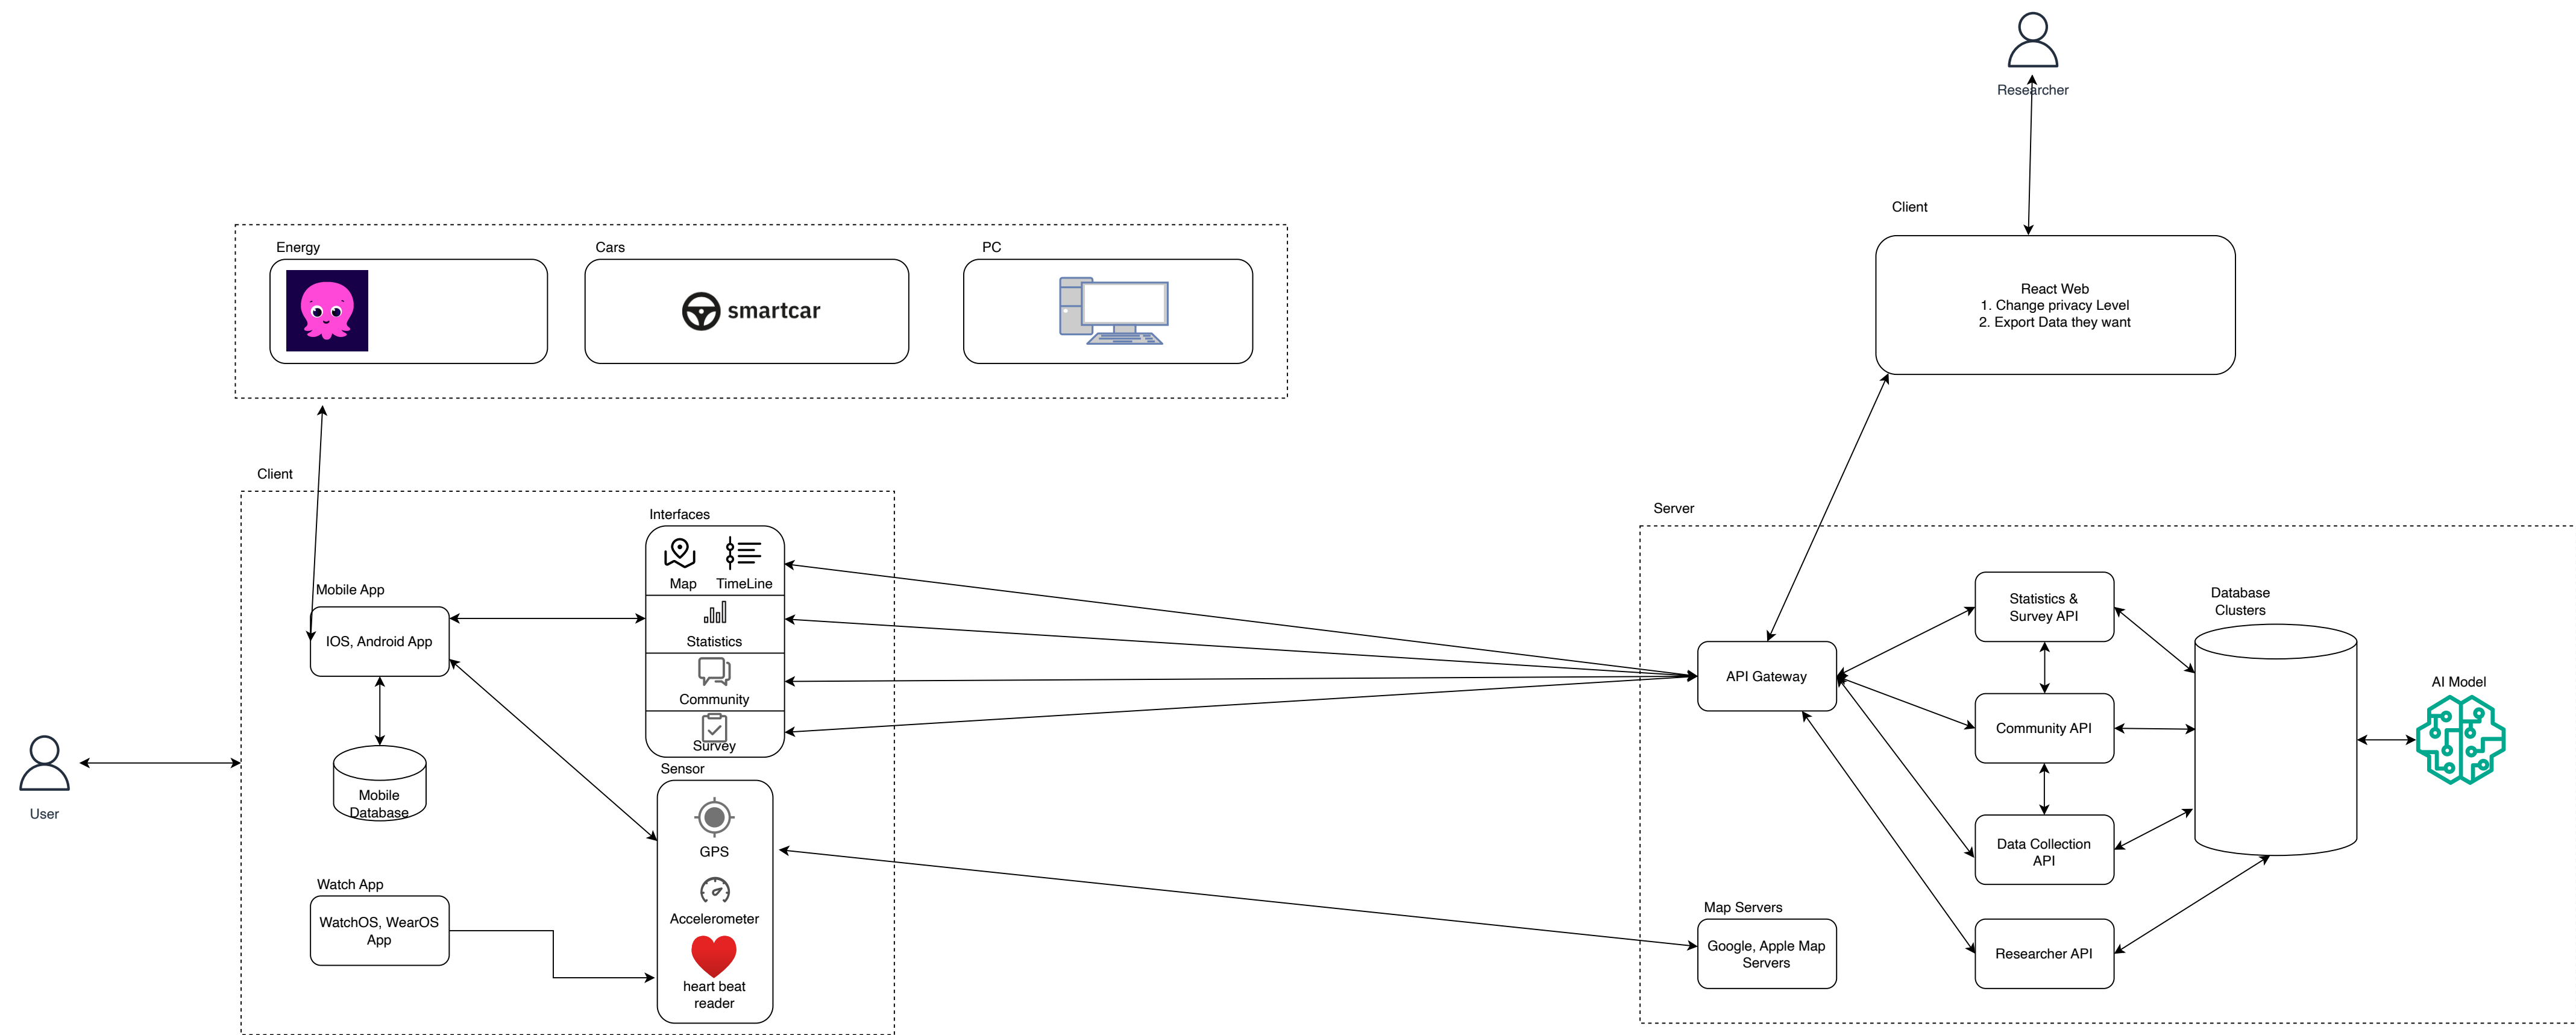 Researcher
Client
React Web
1. Change privacy Level
2. Export Data they want
Energy
Cars
smartcar
PC
Client
Mobile App
IOS, Android App
Mobile
Database
Watch App
WatchOS, WearOS
App
User
Interfaces
Map
TimeLine
Statistics
Community
Survey
Sensor
GPS
Accelerometer
heart beat
reader
Server
API Gateway
Map Servers
Google, Apple Map
Servers
Statistics &
Survey API
Community API
Data Collection
API
Researcher API
Database
Clusters
AI Model